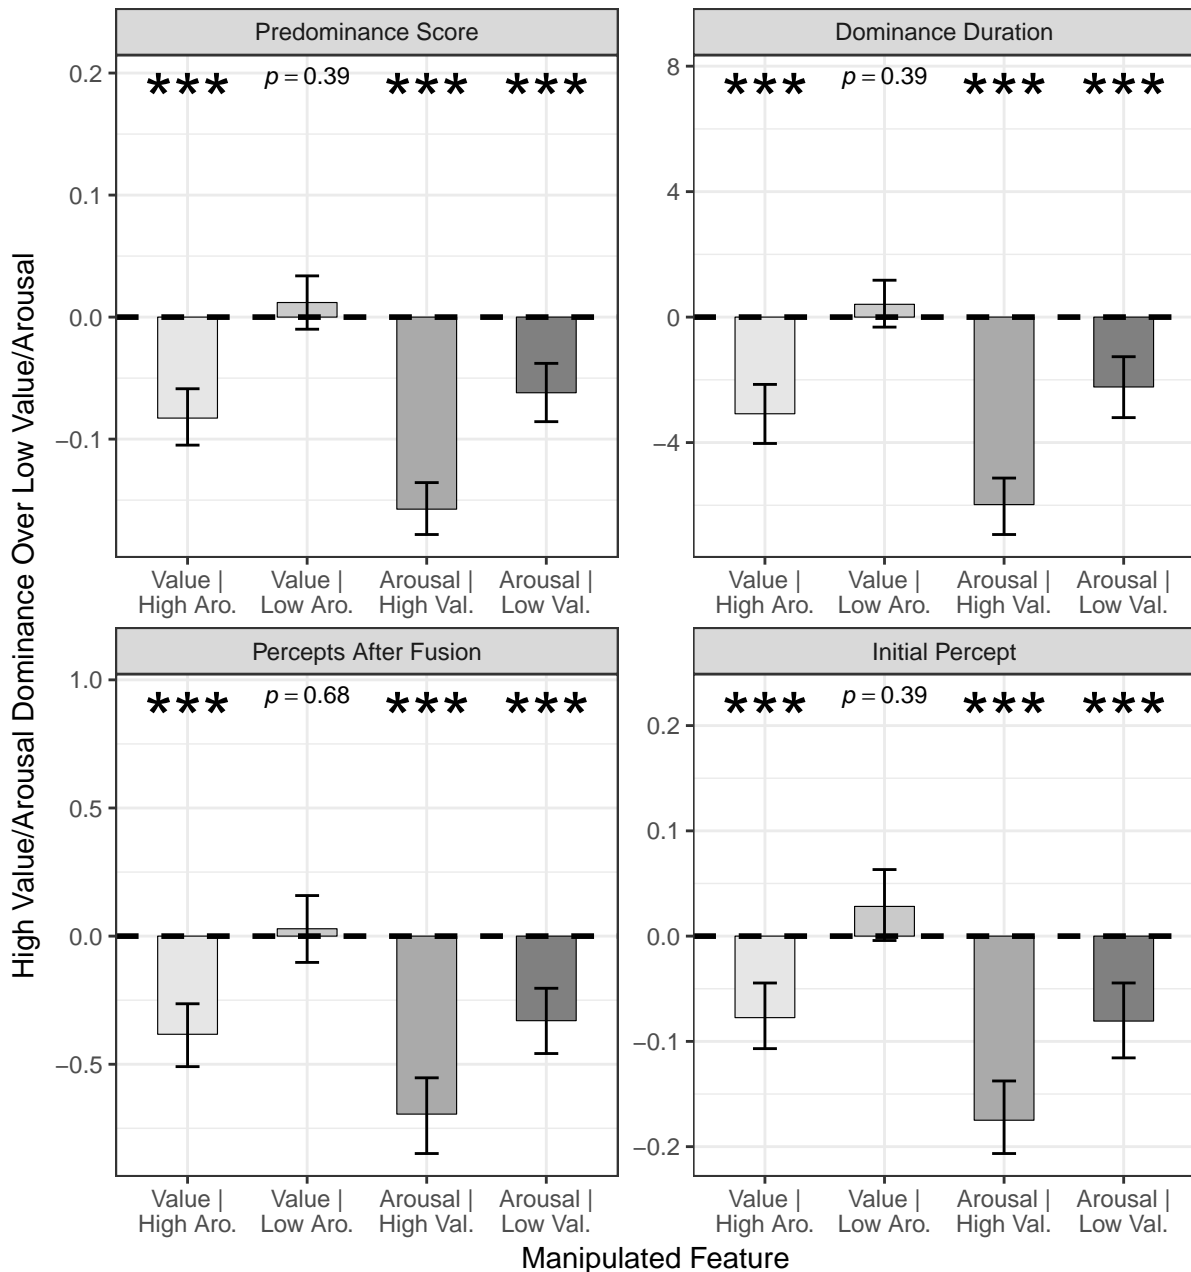 Predominance Score
Dominance Duration
0.2
0.1
0.0
−0.1
*** p = 0.39 *** ***
8
4
0
−4
*** p = 0.39 *** ***
Value | High Aro.
Value | Low Aro.
Arousal | High Val.
Arousal | Low Val.
Value | High Aro.
Value | Low Aro.
Arousal | High Val.
Arousal | Low Val.
High Value/Arousal Dominance Over Low Value/Arousal
Percepts After Fusion
Initial Percept
1.0
0.5
0.0
−0.5
*** p = 0.68 *** ***
0.2
0.1
0.0
−0.1
−0.2
*** p = 0.39 *** ***
Value | High Aro.
Value | Low Aro.
Arousal | High Val.
Arousal | Low Val.
Value | High Aro.
Value | Low Aro.
Arousal | High Val.
Arousal | Low Val.
Manipulated Feature